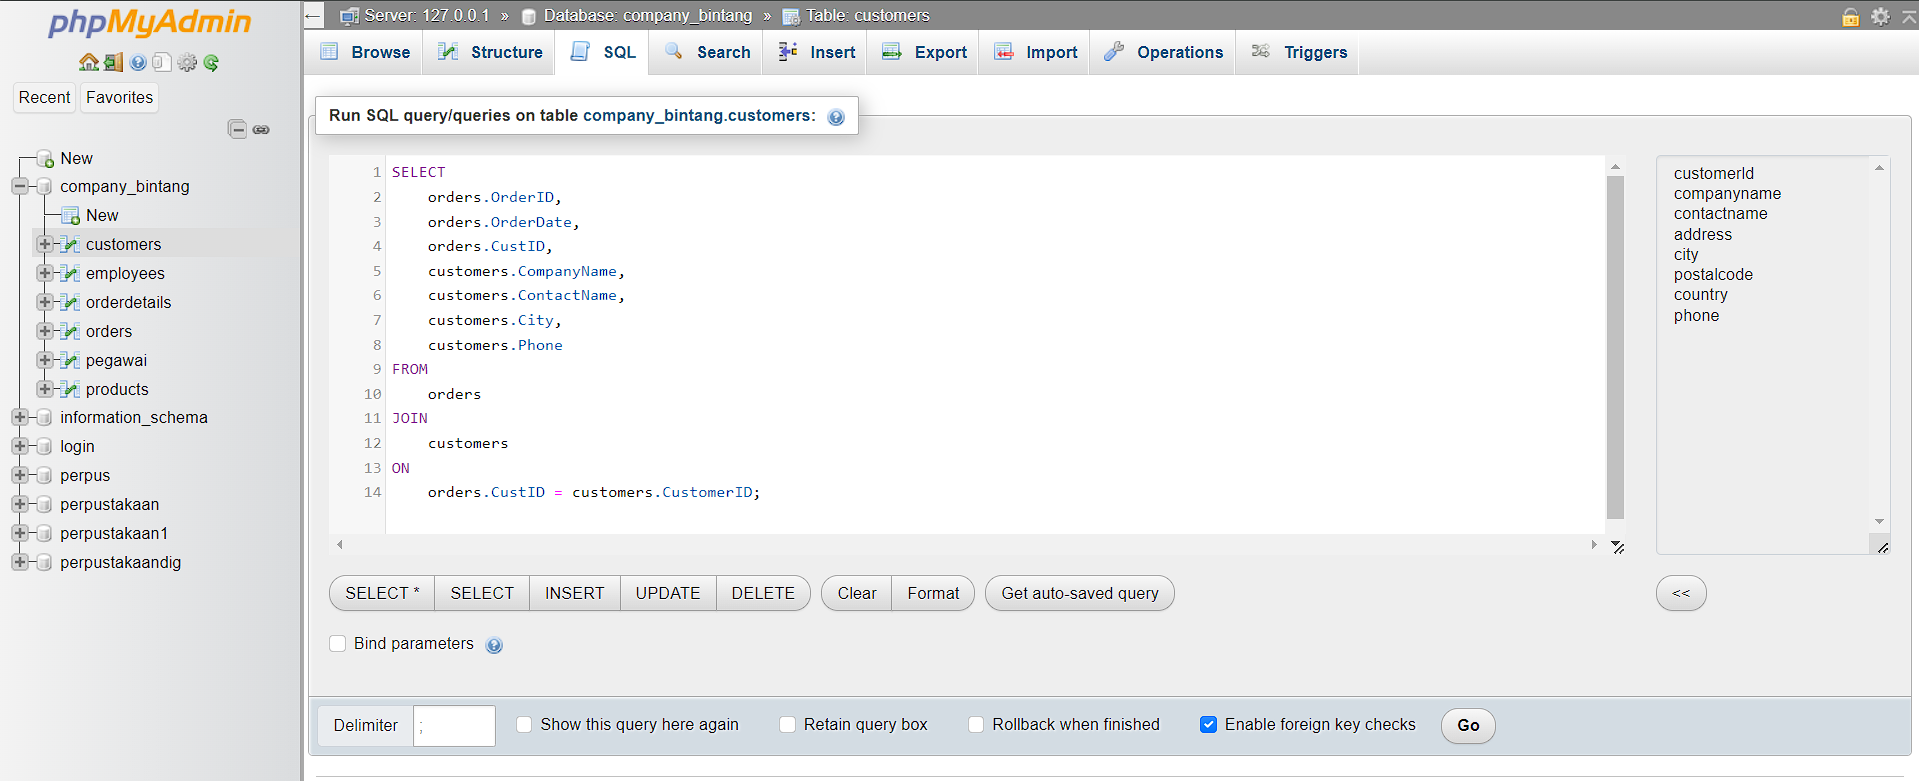 phpMyAdmin
Recent Favorites
New
company_bintang
New
customers
employees
orderdetails
orders
pegawai
products
information_schema
login
perpus
perpustakaan
perpustakaan1
perpustakaandig
Server: 127.0.0.1 » Database: company_bintang » Table: customers
Browse Structure SQL Search Insert Export Import Operations Triggers
Run SQL query/queries on table company_bintang.customers:
1 SELECT
2 orders.OrderID,
3 orders.OrderDate,
4 orders.CustID,
5 customers.CompanyName,
6 customers.ContactName,
7 customers.City,
8 customers.Phone
9 FROM
10 orders
11 JOIN
12 customers
13 ON
14 orders.CustID = customers.CustomerID;
customerId
companyname
contactname
address
city
postalcode
country
phone
SELECT * SELECT INSERT UPDATE DELETE Clear Format Get auto-saved query <<
Bind parameters
Delimiter ; Show this query here again Retain query box Rollback when finished Enable foreign key checks Go